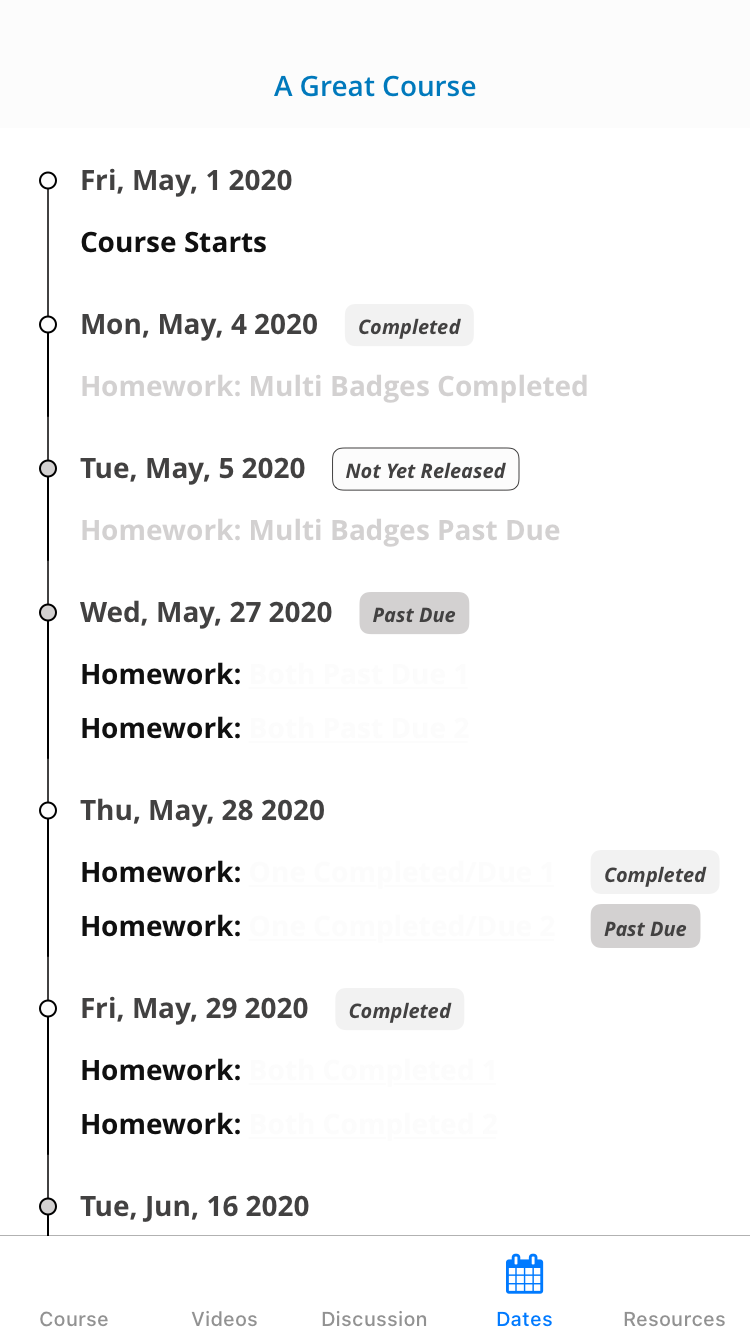 A Great Course
Fri, May, 1 2020
Course Starts
Mon, May, 4 2020 Completed
Homework: Multi Badges Completed
Tue, May, 5 2020 Not Yet Released
Homework: Multi Badges Past Due
Wed, May, 27 2020 Past Due
Homework: Both Past Due 1
Homework: Both Past Due 2
Thu, May, 28 2020
Homework: One Completed/Due 1 Completed
Homework: One Completed/Due 2 Past Due
Fri, May, 29 2020 Completed
Homework: Both Completed 1
Homework: Both Completed 2
Tue, Jun, 16 2020
Course Videos Discussion Dates Resources